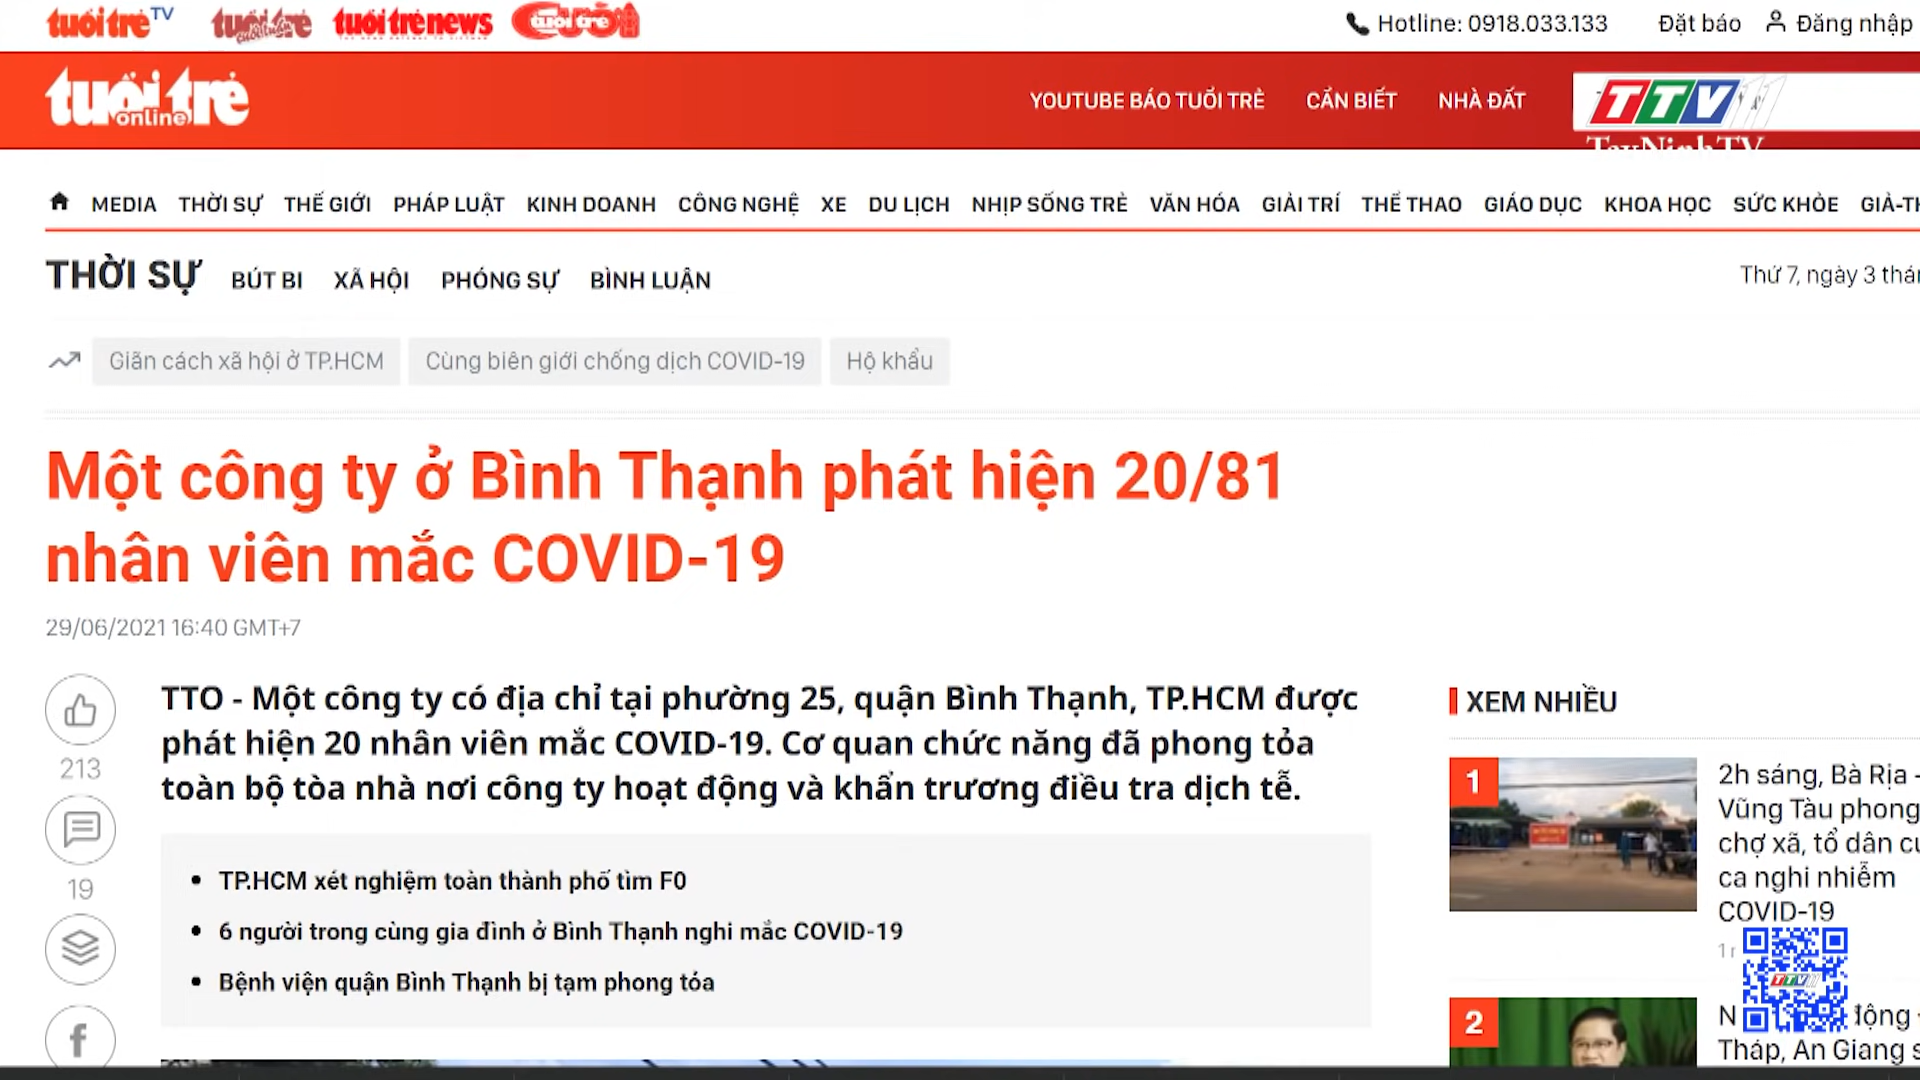 tuổi trẻ TV
tuổi trẻ
tuổi trẻ news
tuổi trẻ CƯỜI
Hotline: 0918.033.133
Đặt báo
Đăng nhập
tuổi trẻ
online
YOUTUBE BÁO TUỔI TRẺ
CẦN BIẾT
NHÀ ĐẤT
TTV11
TayNinhTV
MEDIA THỜI SỰ THẾ GIỚI PHÁP LUẬT KINH DOANH CÔNG NGHỆ XE DU LỊCH NHỊP SỐNG TRẺ VĂN HÓA GIẢI TRÍ THỂ THAO GIÁO DỤC KHOA HỌC SỨC KHỎE
THỜI SỰ BÚT BI XÃ HỘI PHÓNG SỰ BÌNH LUẬN
Thứ 7, ngày 3
Giãn cách xã hội ở TP.HCM
Cùng biên giới chống dịch COVID-19
Hộ khẩu
Một công ty ở Bình Thạnh phát hiện 20/81
nhân viên mắc COVID-19
29/06/2021 16:40 GMT+7
213
19
TTO - Một công ty có địa chỉ tại phường 25, quận Bình Thạnh, TP.HCM được
phát hiện 20 nhân viên mắc COVID-19. Cơ quan chức năng đã phong tỏa
toàn bộ tòa nhà nơi công ty hoạt động và khẩn trương điều tra dịch tễ.
TP.HCM xét nghiệm toàn thành phố tìm F0
6 người trong cùng gia đình ở Bình Thạnh nghi mắc COVID-19
Bệnh viện quận Bình Thạnh bị tạm phong tỏa
XEM NHIỀU
1
2h sáng, Bà Rịa -
Vũng Tàu phong
chợ xã, tổ dân
ca nghi nhiễm
COVID-19
TTV11
2
động
Tháp, An Giang